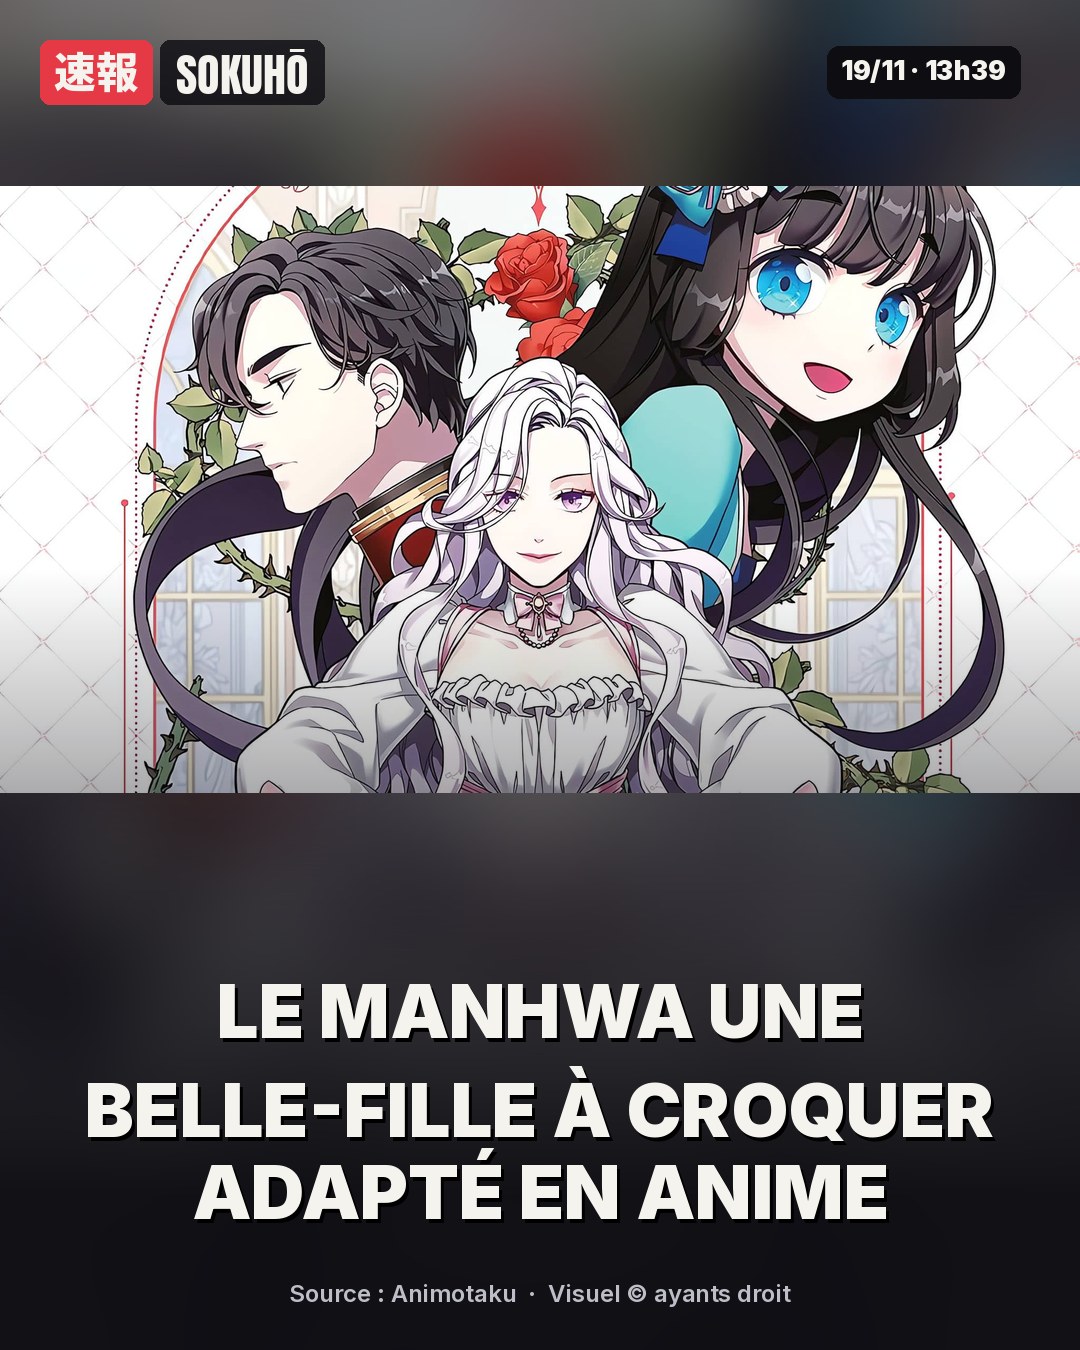 速報 SOKUHŌ
19/11 · 13h39
LE MANHWA UNE
BELLE-FILLE À CROQUER
ADAPTÉ EN ANIME
Source : Animotaku · Visuel © ayants droit